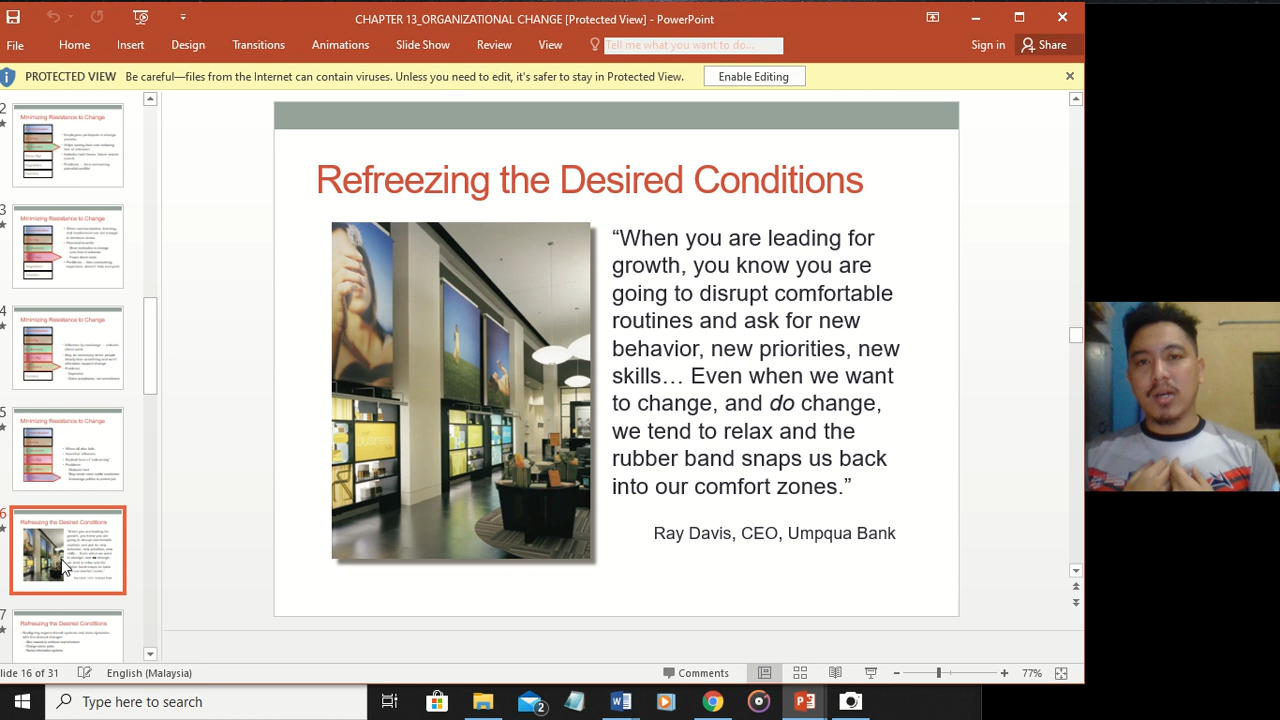 CHAPTER 13_ORGANIZATIONAL CHANGE [Protected View] - PowerPoint
File Home Insert Design Transitions Animations Slide Show Review View Tell me what you want to do... Sign in Share
PROTECTED VIEW Be careful—files from the Internet can contain viruses. Unless you need to edit, it's safer to stay in Protected View. Enable Editing
2
Minimizing Resistance to Change
3
Minimizing Resistance to Change
4
Minimizing Resistance to Change
5
Minimizing Resistance to Change
6
Refreezing the Desired Conditions
7
Refreezing the Desired Conditions
Refreezing the Desired Conditions
“When you are leading for
growth, you know you are
going to disrupt comfortable
routines and ask for new
behavior, new priorities, new
skills… Even when we want
to change, and do change,
we tend to relax and the
rubber band snaps us back
into our comfort zones.”
Ray Davis, CEO, Umpqua Bank
lide 16 of 31 English (Malaysia) Comments 77%
Type here to search
2